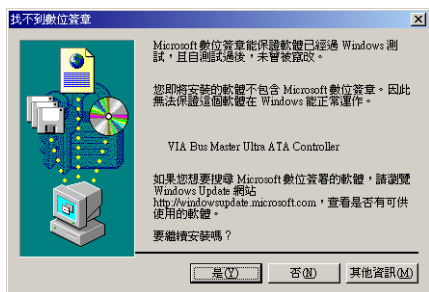 找不到數位簽章
Microsoft 數位簽章能保證軟體已經過 Windows 測
試，且自測試過後，未曾被竄改。
您即將安裝的軟體不包含 Microsoft 數位簽章。因此
無法保證這個軟體在 Windows 能正常運作。
VIA Bus Master Ultra ATA Controller
如果您想要搜尋 Microsoft 數位簽署的軟體，請瀏覽
Windows Update 網站
http://windowsupdate.microsoft.com，查看是否有可供
使用的軟體。
要繼續安裝嗎？
是(Y) 否(N) 其他資訊(M)